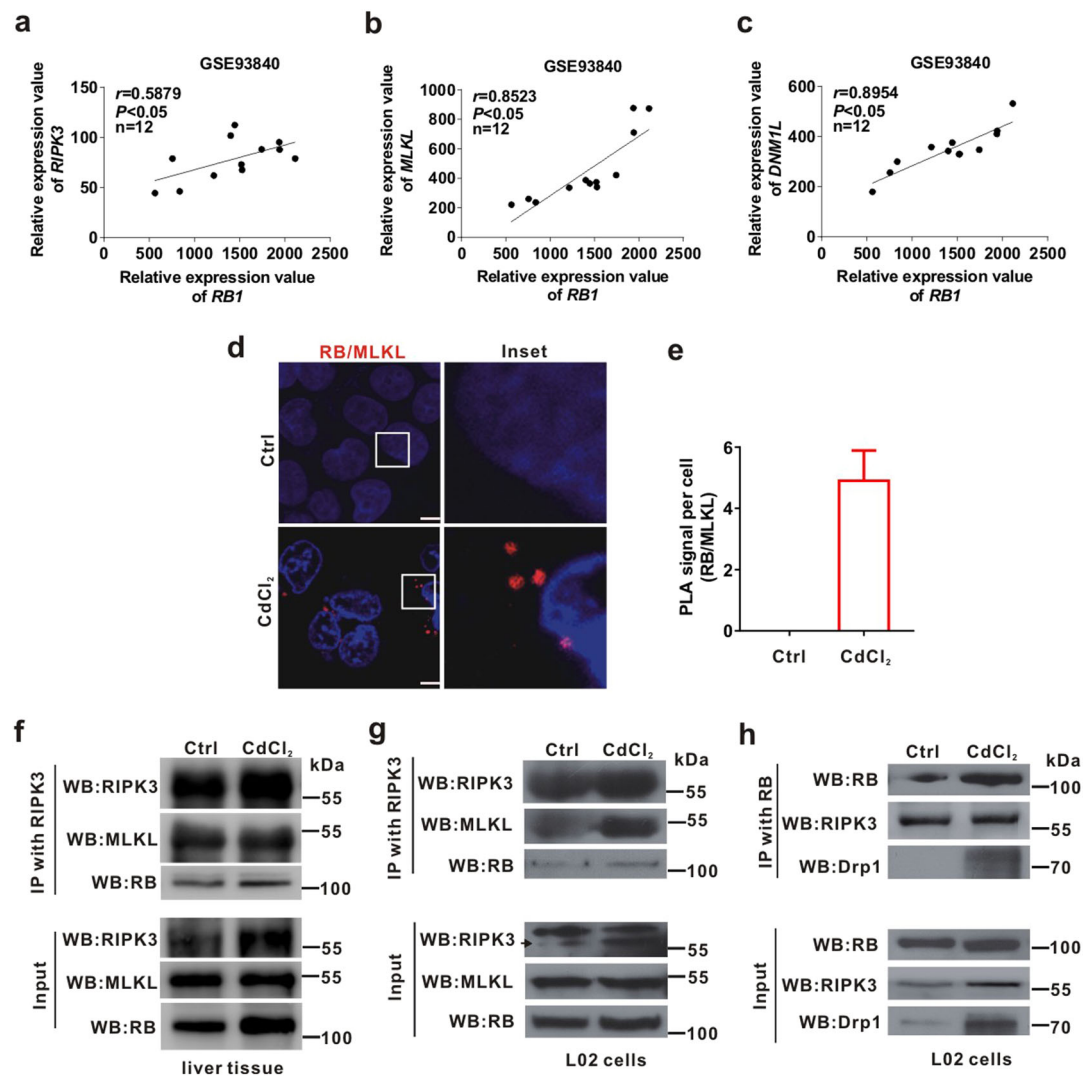 a
GSE93840
r=0.5879
P<0.05
n=12
Relative expression value
of RIPK3
150
100
50
0
0 500 1000 1500 2000 2500
Relative expression value
of RB1
b
GSE93840
r=0.8523
P<0.05
n=12
Relative expression value
of MLKL
1000
800
600
400
200
0
0 500 1000 1500 2000 2500
Relative expression value
of RB1
c
GSE93840
r=0.8954
P<0.05
n=12
Relative expression value
of DNM1L
600
400
200
0
0 500 1000 1500 2000 2500
Relative expression value
of RB1
d
RB/MLKL Inset
Ctrl
CdCl₂
e
PLA signal per cell
(RB/MLKL)
6
4
2
0
Ctrl CdCl₂
f
Ctrl CdCl₂
kDa
IP with RIPK3
WB:RIPK3
55
WB:MLKL
55
WB:RB
100
Input
WB:RIPK3
55
WB:MLKL
55
WB:RB
100
liver tissue
g
Ctrl CdCl₂
kDa
IP with RIPK3
WB:RIPK3
55
WB:MLKL
55
WB:RB
100
Input
WB:RIPK3
55
WB:MLKL
55
WB:RB
100
L02 cells
h
Ctrl CdCl₂
kDa
IP with RB
WB:RB
100
WB:RIPK3
55
WB:Drp1
70
Input
WB:RB
100
WB:RIPK3
55
WB:Drp1
70
L02 cells